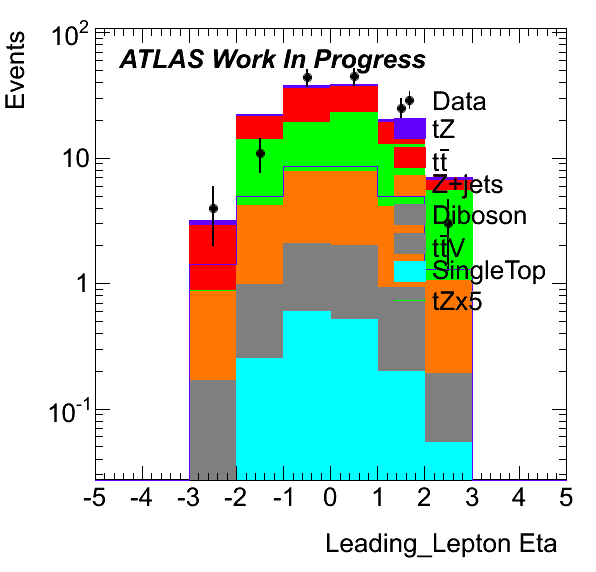 ATLAS Work In Progress
Events
10²
10
1
10⁻¹
Data
tZ
tt̄
Z+jets
Diboson
tt̄V
SingleTop
tZx5
-5 -4 -3 -2 -1 0 1 2 3 4 5
Leading_Lepton Eta